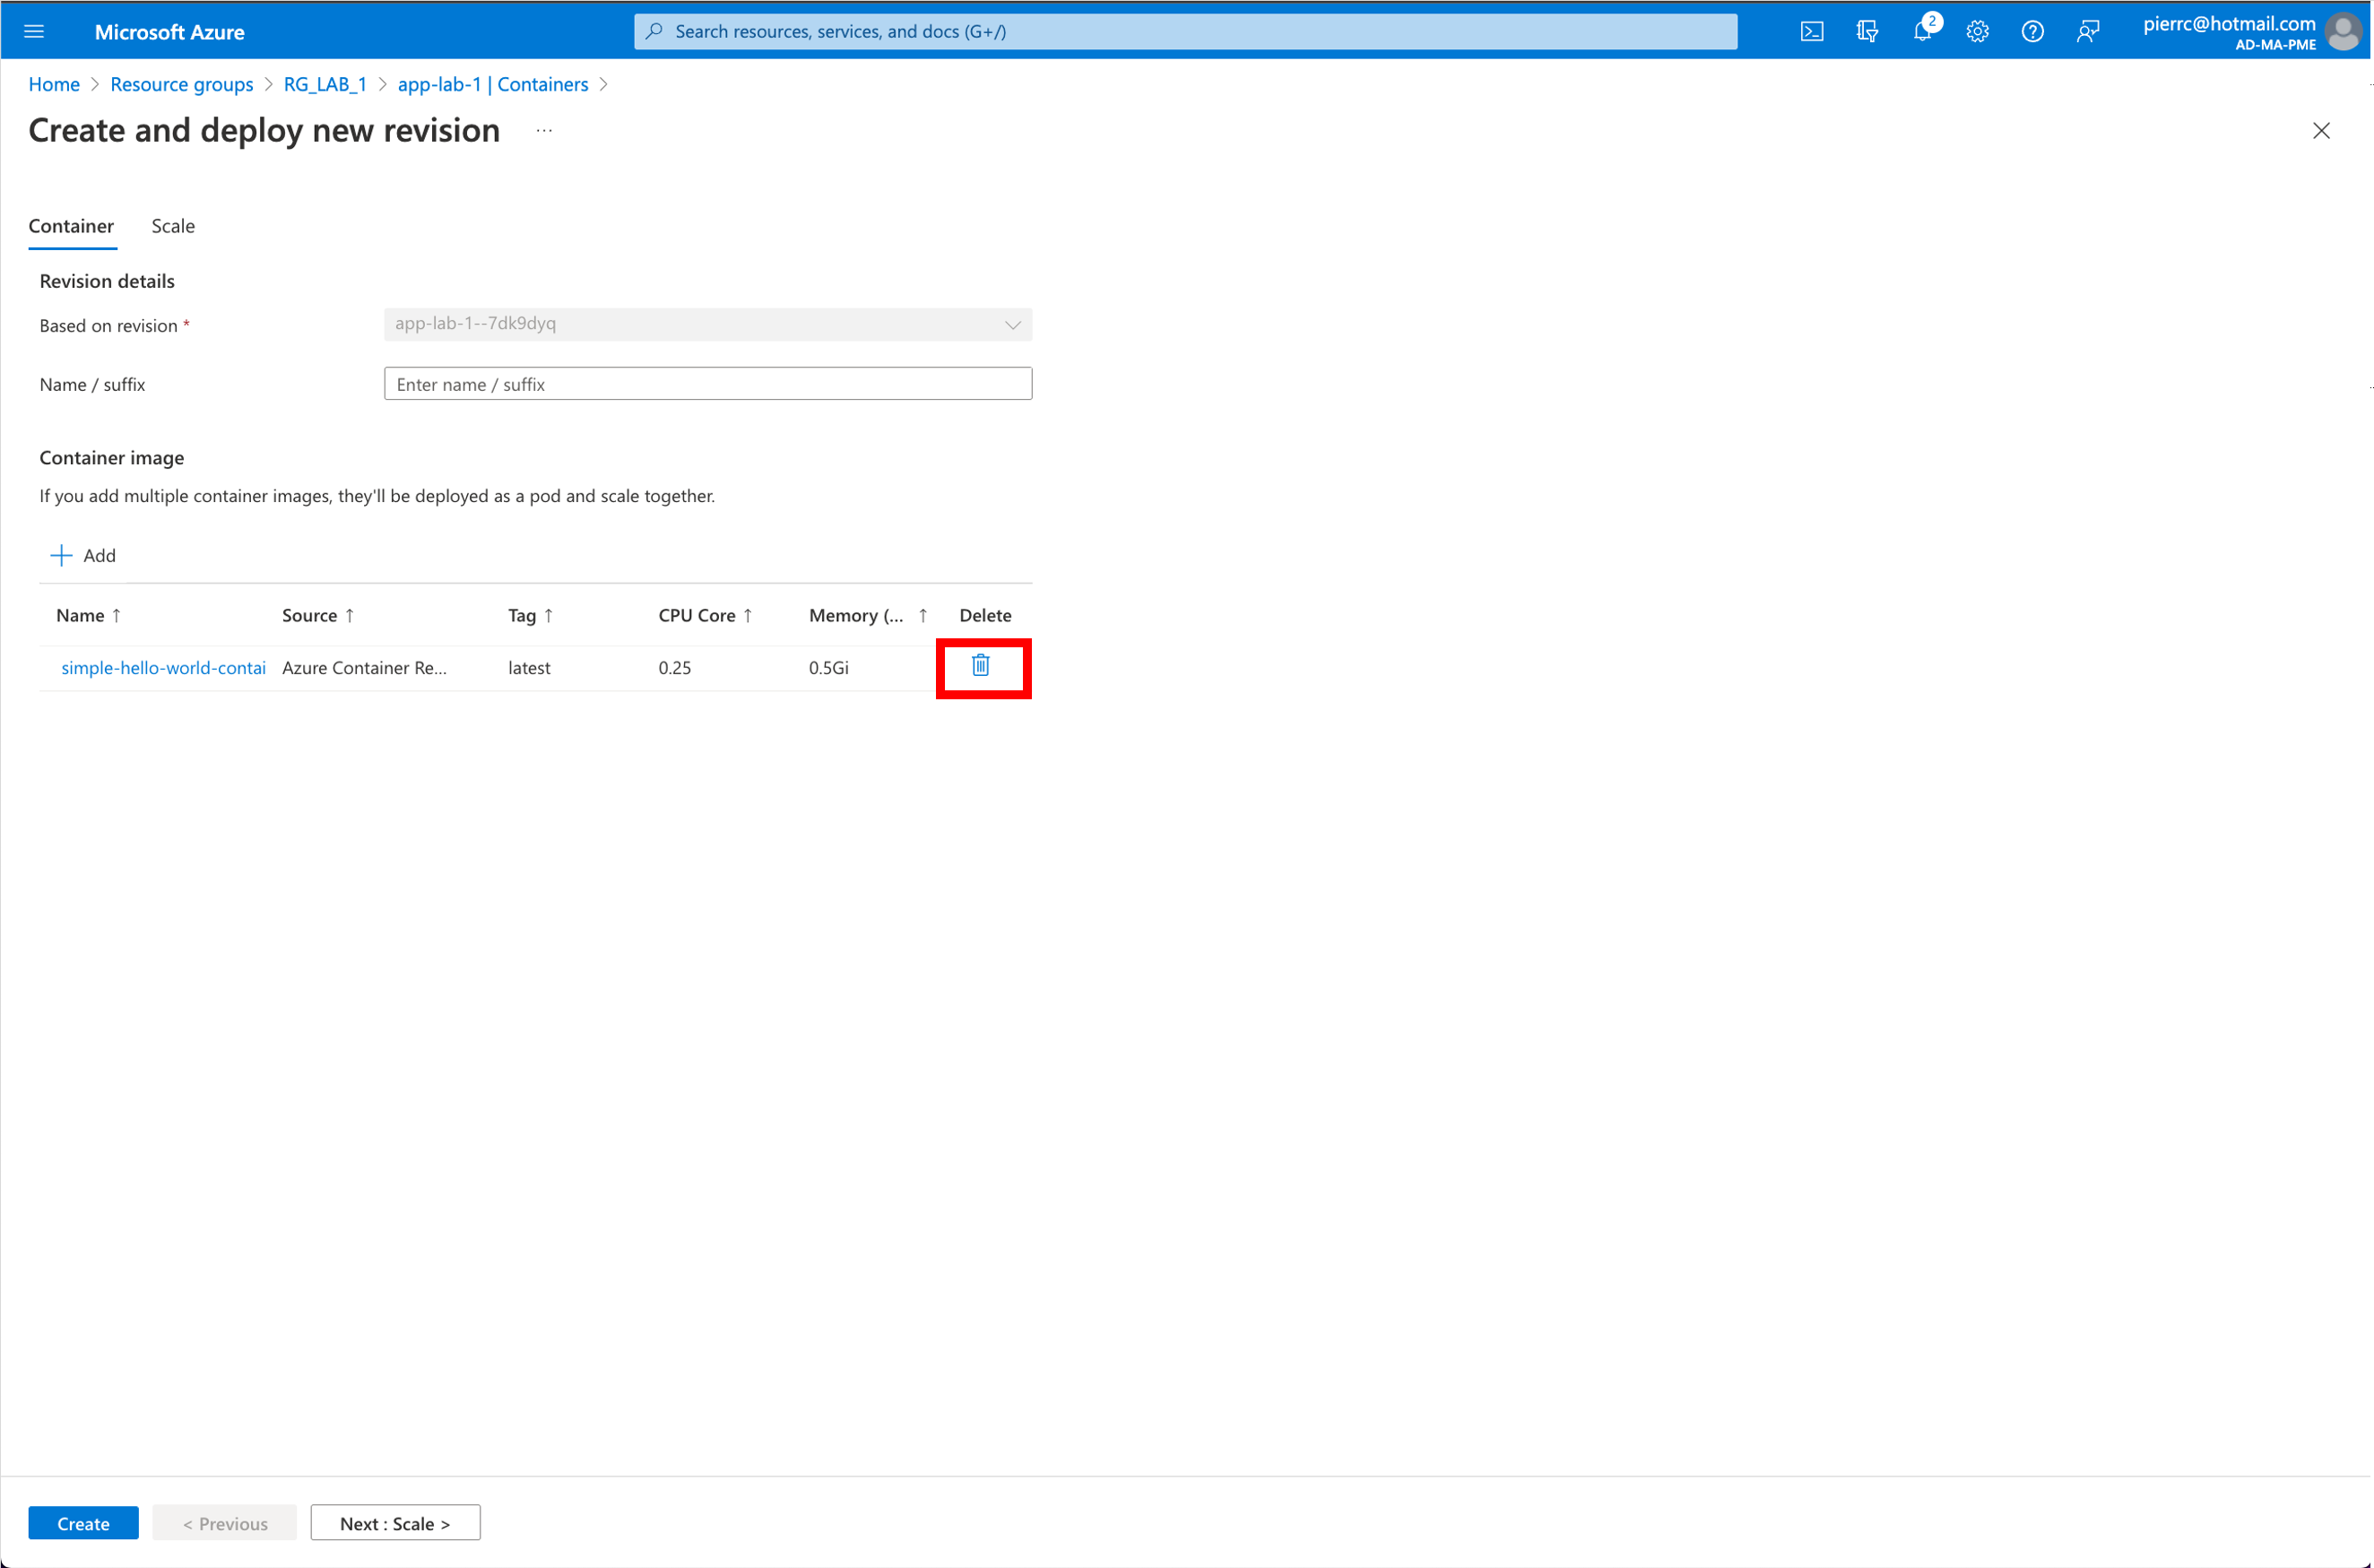 Microsoft Azure
Search resources, services, and docs (G+/)
2
pierrc@hotmail.com
AD-MA-PME
Home > Resource groups > RG_LAB_1 > app-lab-1 | Containers >
Create and deploy new revision ...
Container Scale
Revision details
Based on revision *
app-lab-1--7dk9dyq
Name / suffix
Enter name / suffix
Container image
If you add multiple container images, they'll be deployed as a pod and scale together.
+ Add
Name ↑ Source ↑ Tag ↑ CPU Core ↑ Memory (... ↑ Delete
simple-hello-world-contai Azure Container Re... latest 0.25 0.5Gi
Create < Previous Next : Scale >